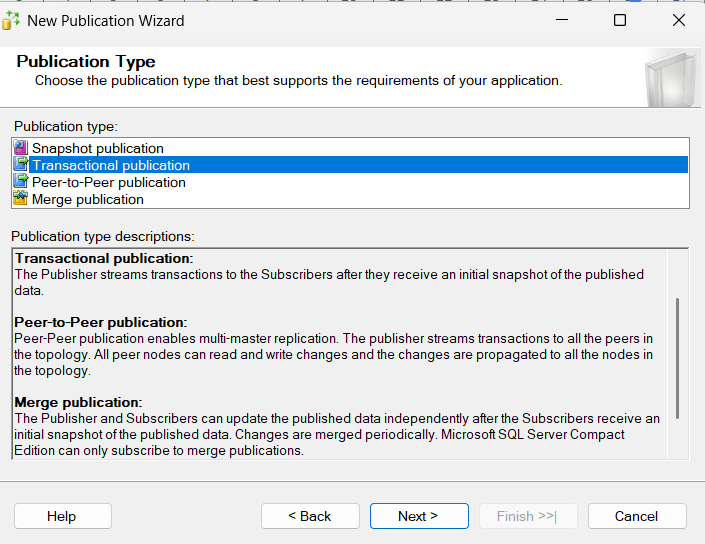 New Publication Wizard
Publication Type
Choose the publication type that best supports the requirements of your application.
Publication type:
Snapshot publication
Transactional publication
Peer-to-Peer publication
Merge publication
Publication type descriptions:
Transactional publication:
The Publisher streams transactions to the Subscribers after they receive an initial snapshot of the published
data.
Peer-to-Peer publication:
Peer-Peer publication enables multi-master replication. The publisher streams transactions to all the peers in
the topology. All peer nodes can read and write changes and the changes are propagated to all the nodes in
the topology.
Merge publication:
The Publisher and Subscribers can update the published data independently after the Subscribers receive an
initial snapshot of the published data. Changes are merged periodically. Microsoft SQL Server Compact
Edition can only subscribe to merge publications.
Help
< Back
Next >
Finish >>|
Cancel